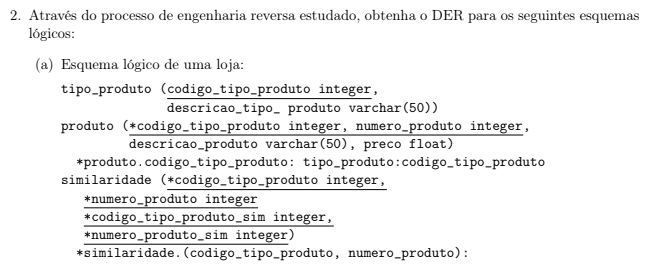 2. Através do processo de engenharia reversa estudado, obtenha o DER para os seguintes esquemas
lógicos:
(a) Esquema lógico de uma loja:
tipo_produto (codigo_tipo_produto integer,
descricao_tipo_ produto varchar(50))
produto (*codigo_tipo_produto integer, numero_produto integer,
descricao_produto varchar(50), preco float)
*produto.codigo_tipo_produto: tipo_produto:codigo_tipo_produto
similaridade (*codigo_tipo_produto integer,
*numero_produto integer
*codigo_tipo_produto_sim integer,
*numero_produto_sim integer)
*similaridade.(codigo_tipo_produto, numero_produto):